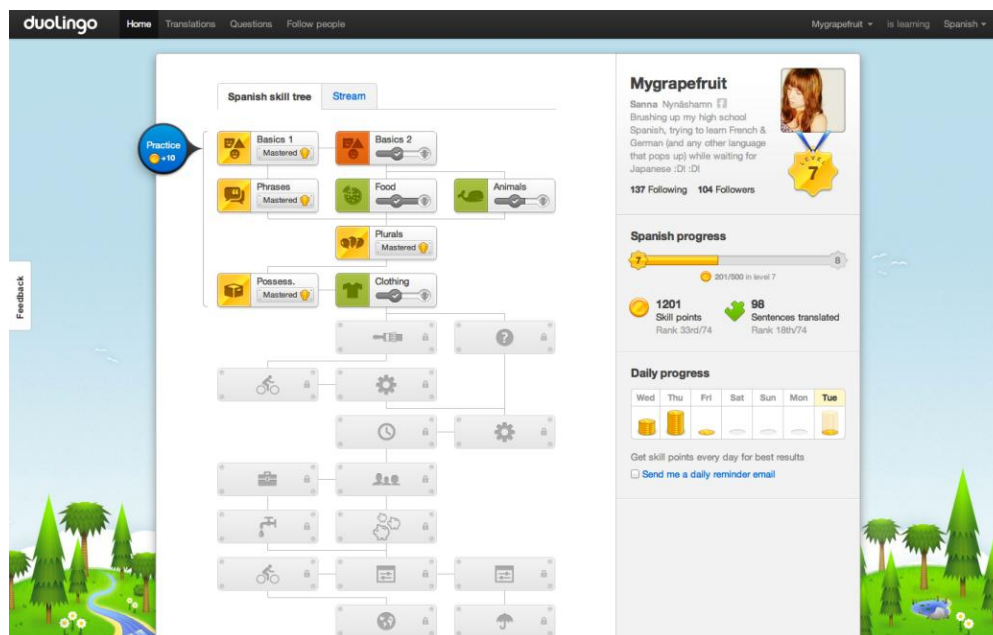 duolingo Home Translations Questions Follow people Mygrapefruit is learning Spanish
Spanish skill tree Stream
Practice
+10
Basics 1
Mastered
Basics 2
Phrases
Mastered
Food
Animals
Plurals
Mastered
Possess.
Mastered
Clothing
?
Feedback
Mygrapefruit
Sanna Nynäshamn
Brushing up my high school
Spanish, trying to learn French &
German (and any other language
that pops up) while waiting for
Japanese :D! :D!
137 Following 104 Followers
LEVEL
7
Spanish progress
7 8
201/500 in level 7
1201
Skill points
Rank 33rd/74
98
Sentences translated
Rank 18th/74
Daily progress
Wed Thu Fri Sat Sun Mon Tue
Get skill points every day for best results
Send me a daily reminder email